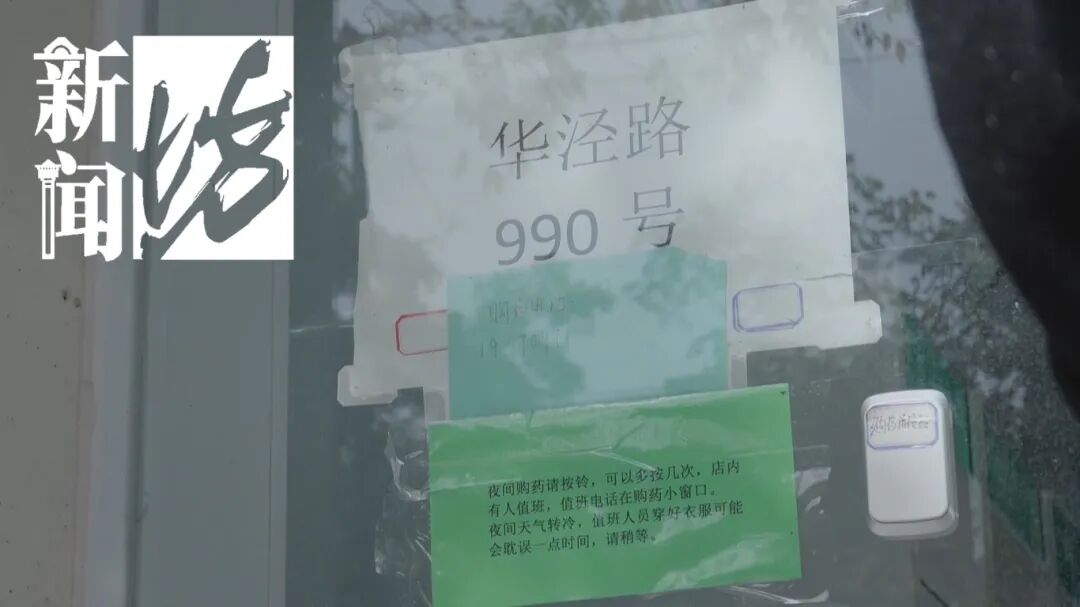 新闻坊
华泾路
990 号
夜间购药请按铃，可以多按几次，店内
有人值班，值班电话在购药小窗口。
夜间天气转冷，值班人员穿好衣服可能
会耽误一点时间，请稍等。